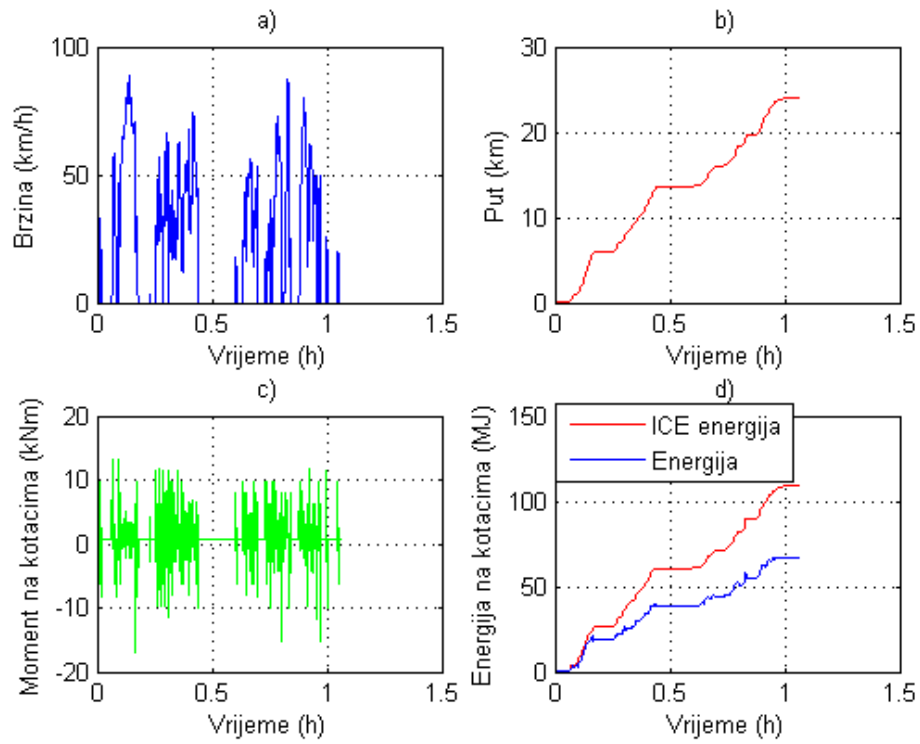 a)
100
50
0
Brzina (km/h)
0
0.5
1
1.5
Vrijeme (h)
b)
30
20
10
0
Put (km)
0
0.5
1
1.5
Vrijeme (h)
c)
20
10
0
-10
-20
Moment na kotacima (kNm)
0
0.5
1
1.5
Vrijeme (h)
d)
150
100
50
0
Energija na kotacima (MJ)
ICE energija
Energija
0
0.5
1
1.5
Vrijeme (h)